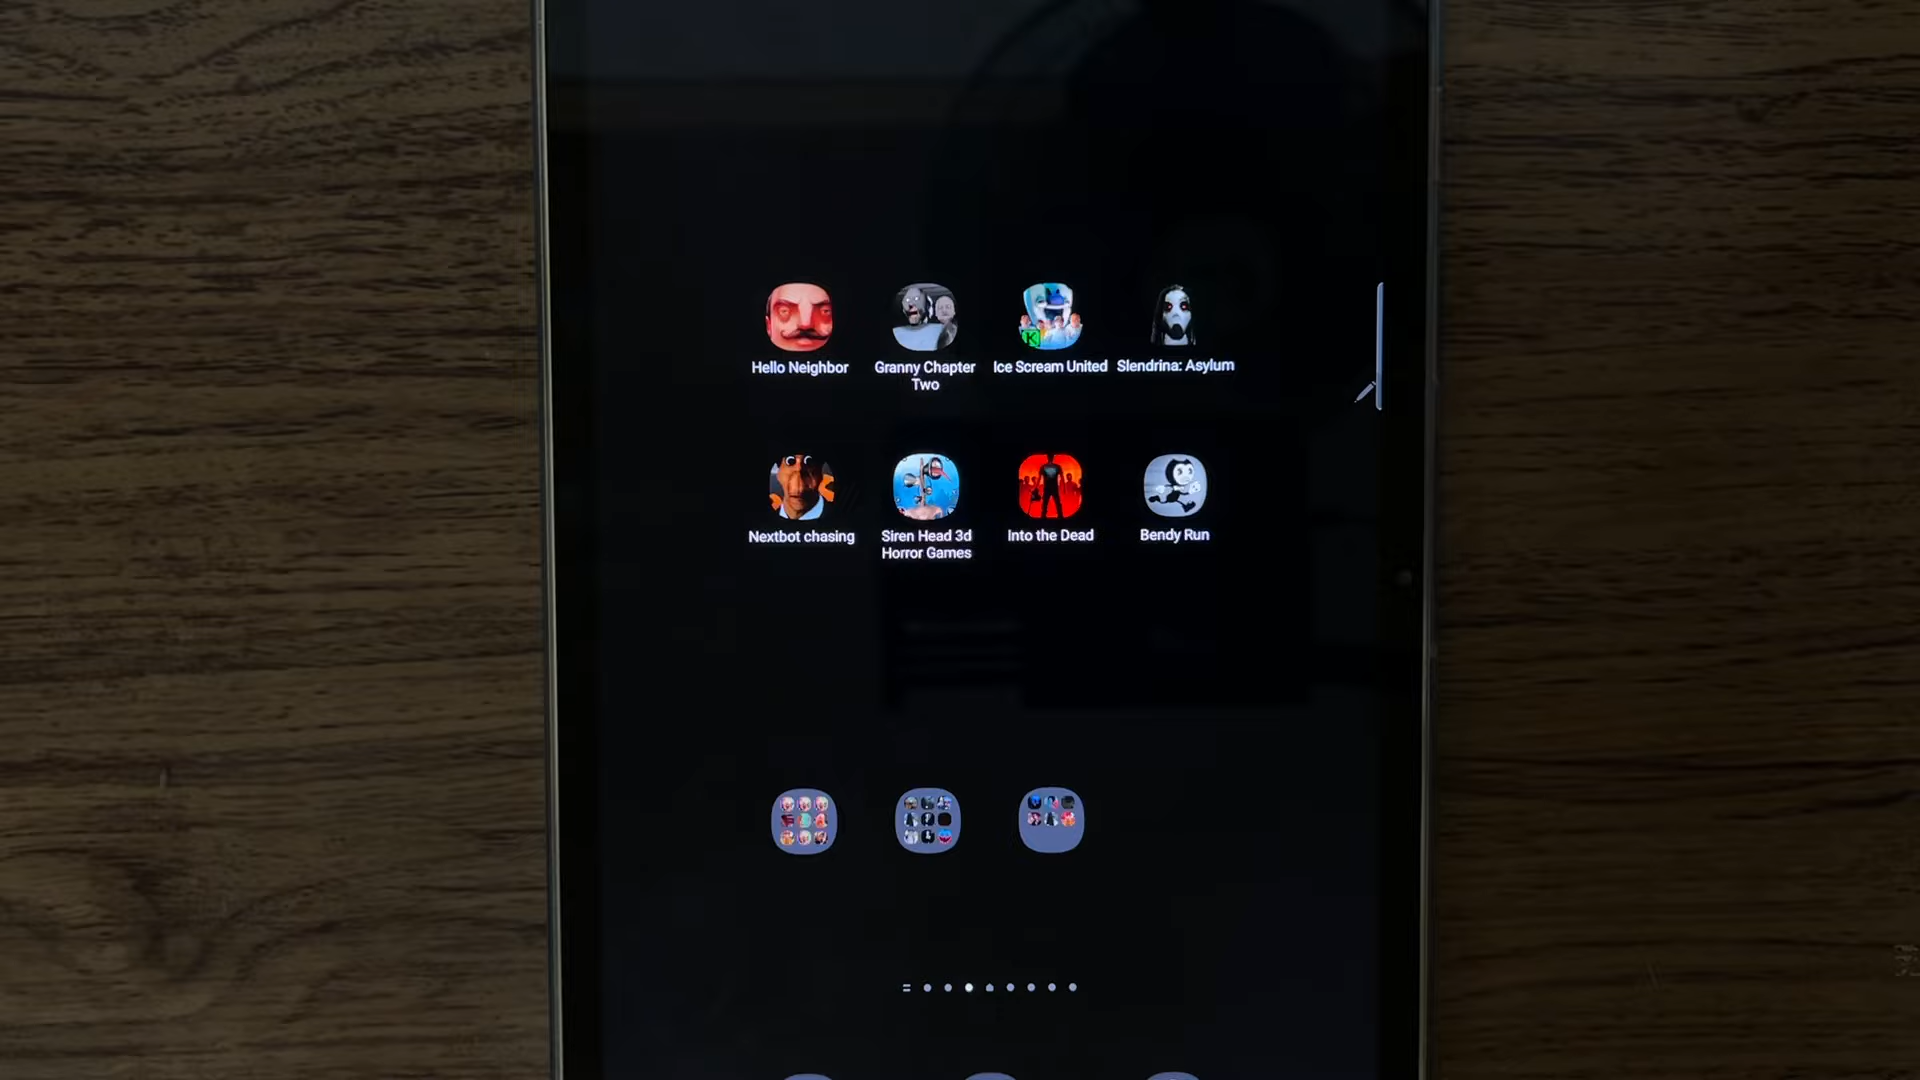 Hello Neighbor
Granny Chapter
Two
Ice Scream United
Slendrina: Asylum
K
Nextbot chasing
Siren Head 3d
Horror Games
Into the Dead
Bendy Run